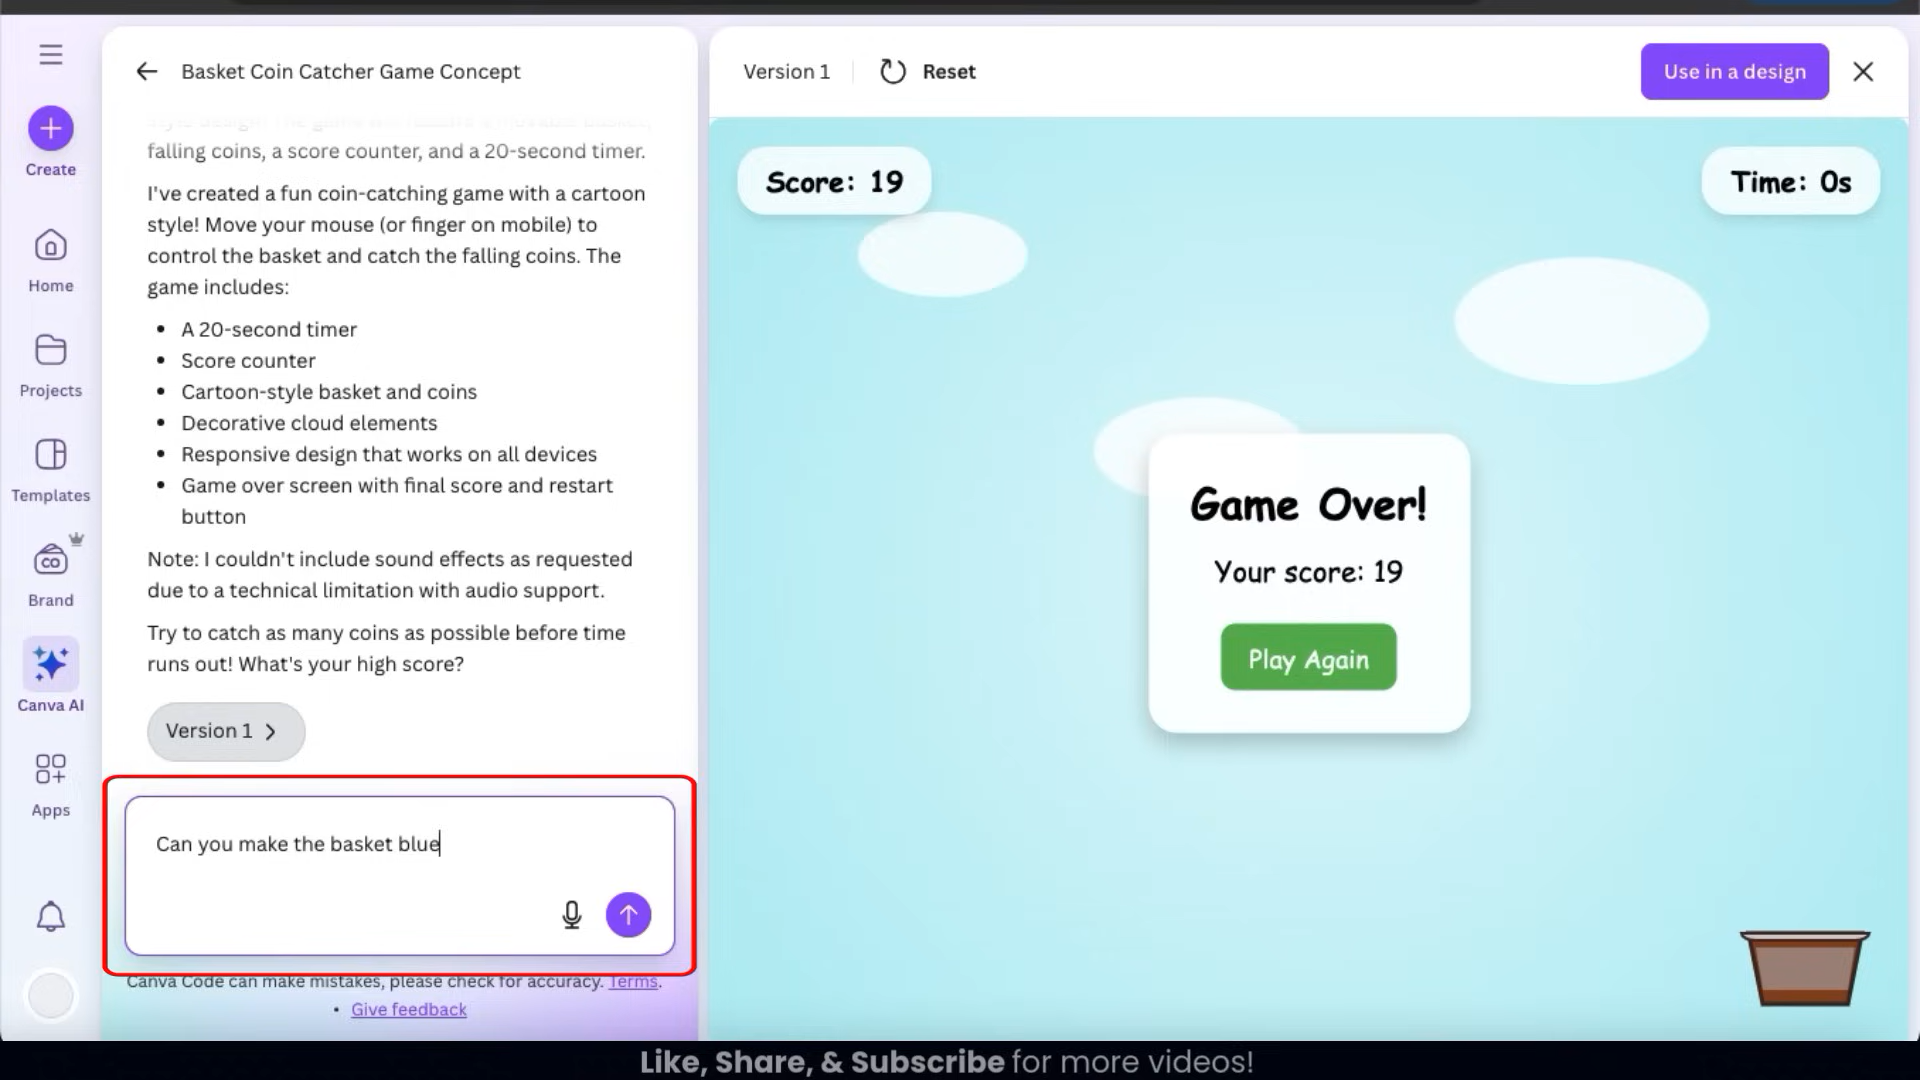 Basket Coin Catcher Game Concept
Version 1
Reset
Use in a design
Create
Home
Projects
Templates
Brand
Canva AI
Apps
falling coins, a score counter, and a 20-second timer.
I've created a fun coin-catching game with a cartoon
style! Move your mouse (or finger on mobile) to
control the basket and catch the falling coins. The
game includes:
• A 20-second timer
• Score counter
• Cartoon-style basket and coins
• Decorative cloud elements
• Responsive design that works on all devices
• Game over screen with final score and restart
button
Note: I couldn't include sound effects as requested
due to a technical limitation with audio support.
Try to catch as many coins as possible before time
runs out! What's your high score?
Version 1
Can you make the basket blue
Canva Code can make mistakes, please check for accuracy. Terms.
• Give feedback
Score: 19
Time: 0s
Game Over!
Your score: 19
Play Again
Like, Share, & Subscribe for more videos!